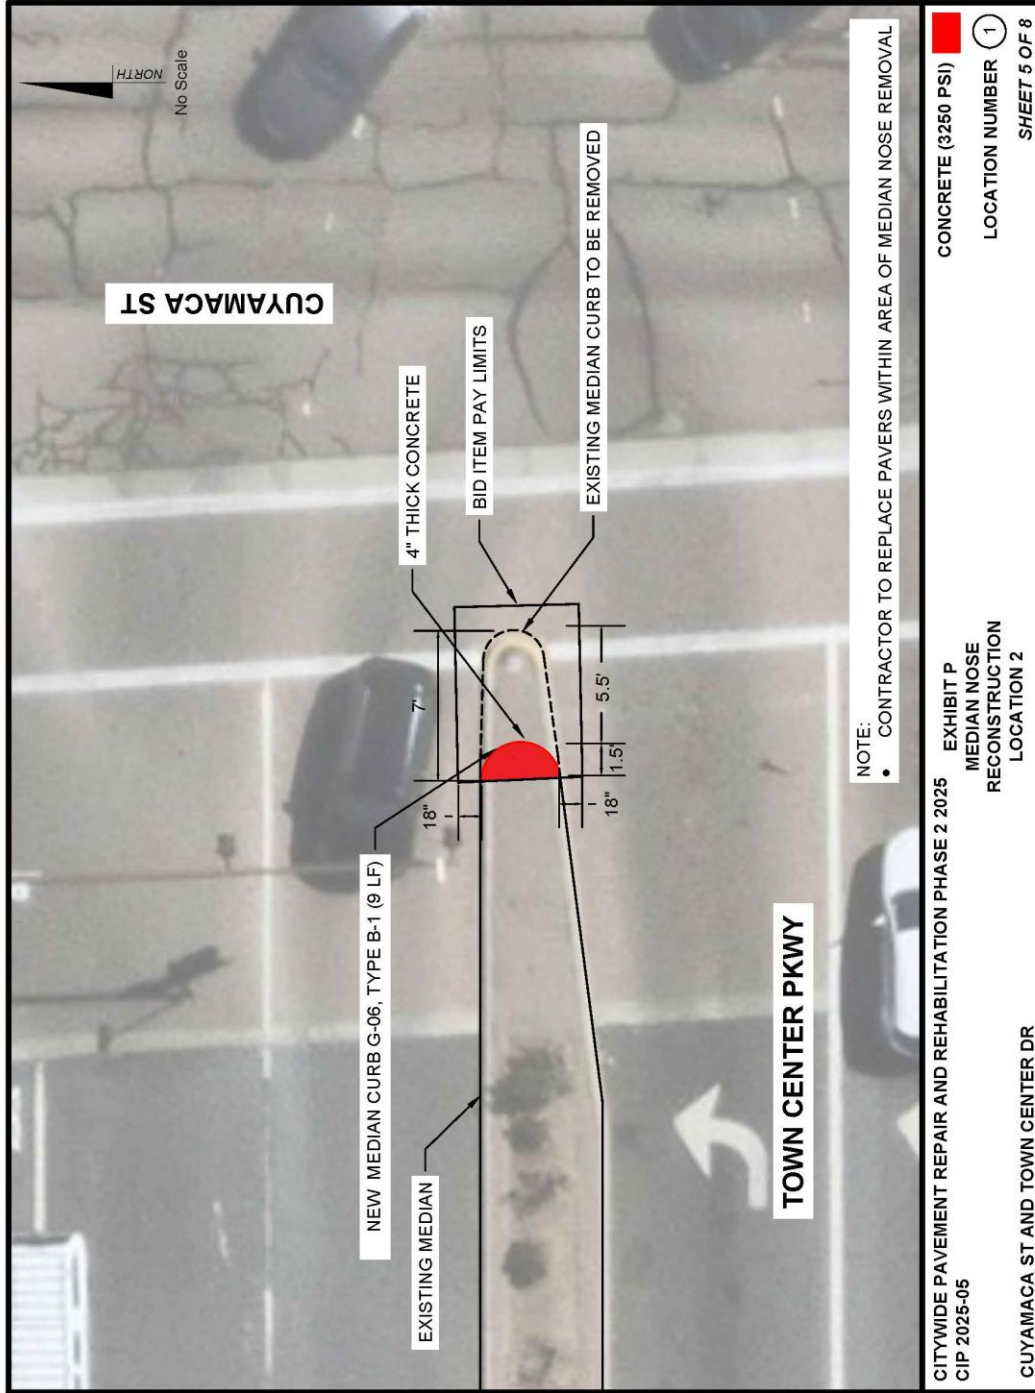 NORTH
No Scale
CUYAMACA ST
NEW MEDIAN CURB G-06, TYPE B-1 (9 LF)
4" THICK CONCRETE
BID ITEM PAY LIMITS
EXISTING MEDIAN CURB TO BE REMOVED
EXISTING MEDIAN
7'
18"
18"
1.5'
5.5'
TOWN CENTER PKWY
NOTE:
• CONTRACTOR TO REPLACE PAVERS WITHIN AREA OF MEDIAN NOSE REMOVAL
CITYWIDE PAVEMENT REPAIR AND REHABILITATION PHASE 2 2025
CIP 2025-05
CUYAMACA ST AND TOWN CENTER DR
EXHIBIT P
MEDIAN NOSE
RECONSTRUCTION
LOCATION 2
CONCRETE (3250 PSI)
LOCATION NUMBER 1
SHEET 5 OF 8